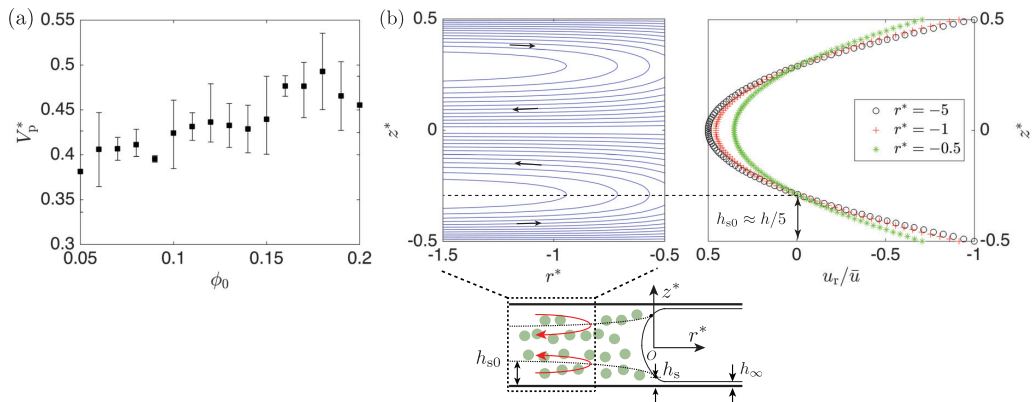 (a)
0.55
0.5
0.45
V*p
0.4
0.35
0.3
0.05
0.1
0.15
0.2
ϕ0
(b)
0.5
z*
0
-0.5
-1.5
-1
-0.5
r*
0.5
r* = −5
r* = −1
r* = −0.5
0
z*
hs0 ≈ h/5
-0.5
0.5
0
-0.5
-1
ur/ū
z*
r*
O
hs0
hs
h∞